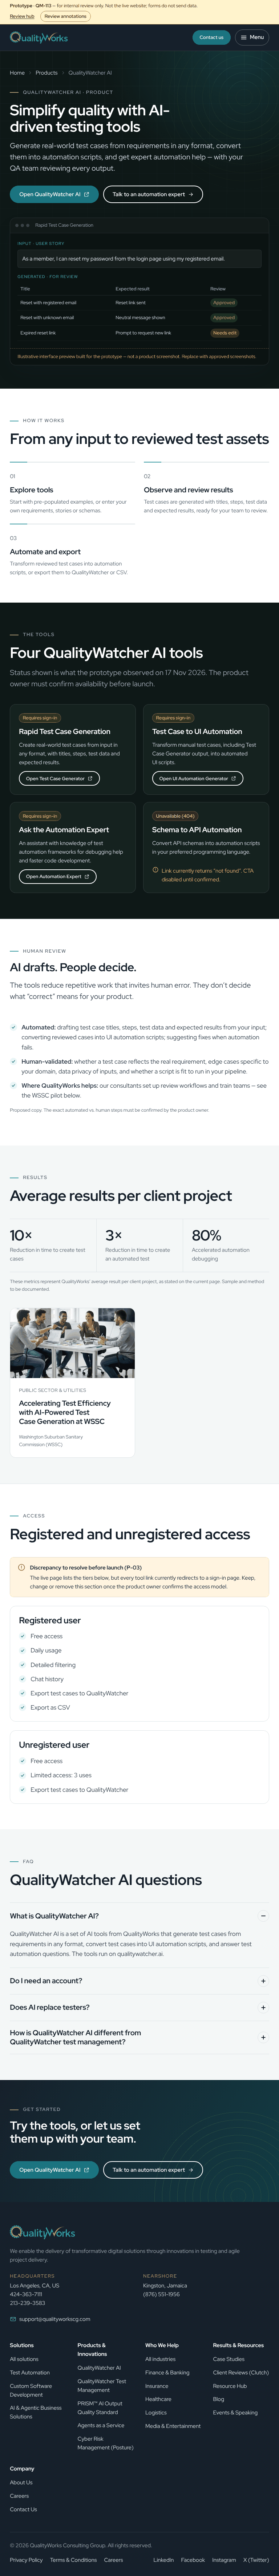 Prototype · QM-113 — for internal review only. Not the live website; forms do not send data.
Review hub
Review annotations
QualityWorks
Contact us
Menu
Home
Products
QualityWatcher AI
QUALITYWATCHER AI · PRODUCT
Simplify quality with AI-
driven testing tools
Generate real-world test cases from requirements in any format, convert
them into automated scripts, and get expert automation help — with your
QA team reviewing every output.
Open QualityWatcher AI
Talk to an automation expert
Rapid Test Case Generation
INPUT · USER STORY
As a member, I can reset my password from the login page using my registered email.
GENERATED · FOR REVIEW
Title
Expected result
Review
Reset with registered email
Reset link sent
Approved
Reset with unknown email
Neutral message shown
Approved
Expired reset link
Prompt to request new link
Needs edit
Illustrative interface preview built for the prototype — not a product screenshot. Replace with approved screenshots.
HOW IT WORKS
From any input to reviewed test assets
01
Explore tools
Start with pre-populated examples, or enter your
own requirements, stories or schemas.
02
Observe and review results
Test cases are generated with titles, steps, test data
and expected results, ready for your team to review.
03
Automate and export
Transform reviewed test cases into automation
scripts, or export them to QualityWatcher or CSV.
THE TOOLS
Four QualityWatcher AI tools
Status shown is what the prototype observed on 17 Nov 2026. The product
owner must confirm availability before launch.
Requires sign-in
Rapid Test Case Generation
Create real-world test cases from input in
any format, with titles, steps, test data and
expected results.
Open Test Case Generator
Requires sign-in
Test Case to UI Automation
Transform manual test cases, including Test
Case Generator output, into automated
UI scripts.
Open UI Automation Generator
Requires sign-in
Ask the Automation Expert
An assistant with knowledge of test
automation frameworks for debugging help
and faster code development.
Open Automation Expert
Unavailable (404)
Schema to API Automation
Convert API schemas into automation scripts
in your preferred programming language.
Link currently returns "not found". CTA
disabled until confirmed.
HUMAN REVIEW
AI drafts. People decide.
The tools reduce repetitive work that invites human error. They don't decide
what "correct" means for your product.
Automated: drafting test case titles, steps, test data and expected results from your input;
converting reviewed cases into UI automation scripts; suggesting fixes when automation
fails.
Human-validated: whether a test case reflects the real requirement, edge cases specific to
your domain, data privacy of inputs, and whether a script is fit to run in your pipeline.
Where QualityWorks helps: our consultants set up review workflows and train teams — see
the WSSC pilot below.
Proposed copy. The exact automated vs. human steps must be confirmed by the product owner.
RESULTS
Average results per client project
10×
Reduction in time to create test
cases
3×
Reduction in time to create
an automated test
80%
Accelerated automation
debugging
These metrics represent QualityWorks' average result per client project, as stated on the current page. Sample and method
to be documented.
PUBLIC SECTOR & UTILITIES
Accelerating Test Efficiency
with AI-Powered Test
Case Generation at WSSC
Washington Suburban Sanitary
Commission (WSSC)
ACCESS
Registered and unregistered access
Discrepancy to resolve before launch (P-03)
The live page lists the tiers below, but every tool link currently redirects to a sign-in page. Keep,
change or remove this section once the product owner confirms the access model.
Registered user
Free access
Daily usage
Detailed filtering
Chat history
Export test cases to QualityWatcher
Export as CSV
Unregistered user
Free access
Limited access: 3 uses
Export test cases to QualityWatcher
FAQ
QualityWatcher AI questions
What is QualityWatcher AI?
QualityWatcher AI is a set of AI tools from QualityWorks that generate test cases from
requirements in any format, convert test cases into UI automation scripts, and answer test
automation questions. The tools run on qualitywatcher.ai.
Do I need an account?
Does AI replace testers?
How is QualityWatcher AI different from
QualityWatcher test management?
GET STARTED
Try the tools, or let us set
them up with your team.
Open QualityWatcher AI
Talk to an automation expert
QualityWorks
We enable the delivery of transformative digital solutions through innovations in testing and agile
project delivery.
HEADQUARTERS
Los Angeles, CA, US
424-363-7111
213-239-3583
NEARSHORE
Kingston, Jamaica
(876) 551-1956
support@qualityworkscg.com
Solutions
All solutions
Test Automation
Custom Software
Development
AI & Agentic Business
Solutions
Products &
Innovations
QualityWatcher AI
QualityWatcher Test
Management
PRISM™ AI Output
Quality Standard
Agents as a Service
Cyber Risk
Management (Posture)
Who We Help
All industries
Finance & Banking
Insurance
Healthcare
Logistics
Media & Entertainment
Results & Resources
Case Studies
Client Reviews (Clutch)
Resource Hub
Blog
Events & Speaking
Company
About Us
Careers
Contact Us
© 2026 QualityWorks Consulting Group. All rights reserved.
Privacy Policy
Terms & Conditions
Careers
LinkedIn
Facebook
Instagram
X (Twitter)